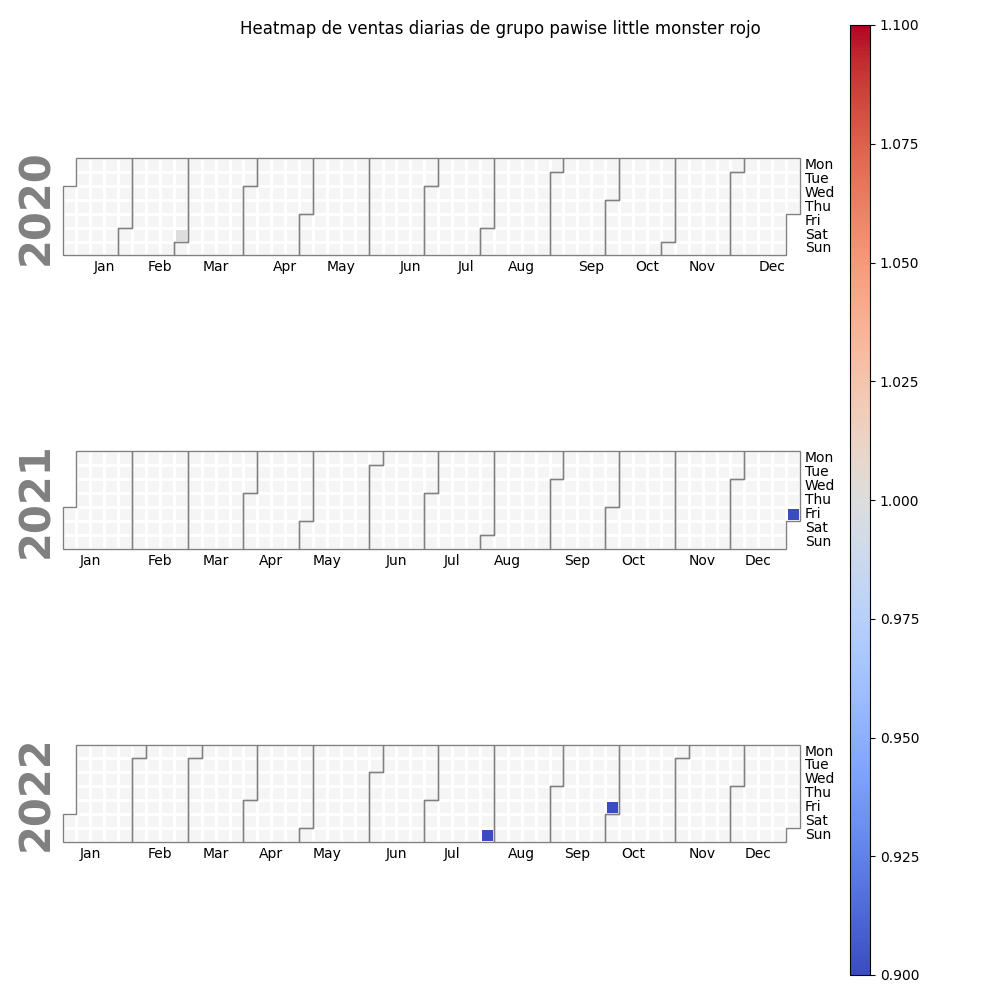 Heatmap de ventas diarias de grupo pawise little monster rojo
2020
Mon
Tue
Wed
Thu
Fri
Sat
Sun
Jan Feb Mar Apr May Jun Jul Aug Sep Oct Nov Dec
2021
Mon
Tue
Wed
Thu
Fri
Sat
Sun
Jan Feb Mar Apr May Jun Jul Aug Sep Oct Nov Dec
2022
Mon
Tue
Wed
Thu
Fri
Sat
Sun
Jan Feb Mar Apr May Jun Jul Aug Sep Oct Nov Dec
1.100
1.075
1.050
1.025
1.000
0.975
0.950
0.925
0.900